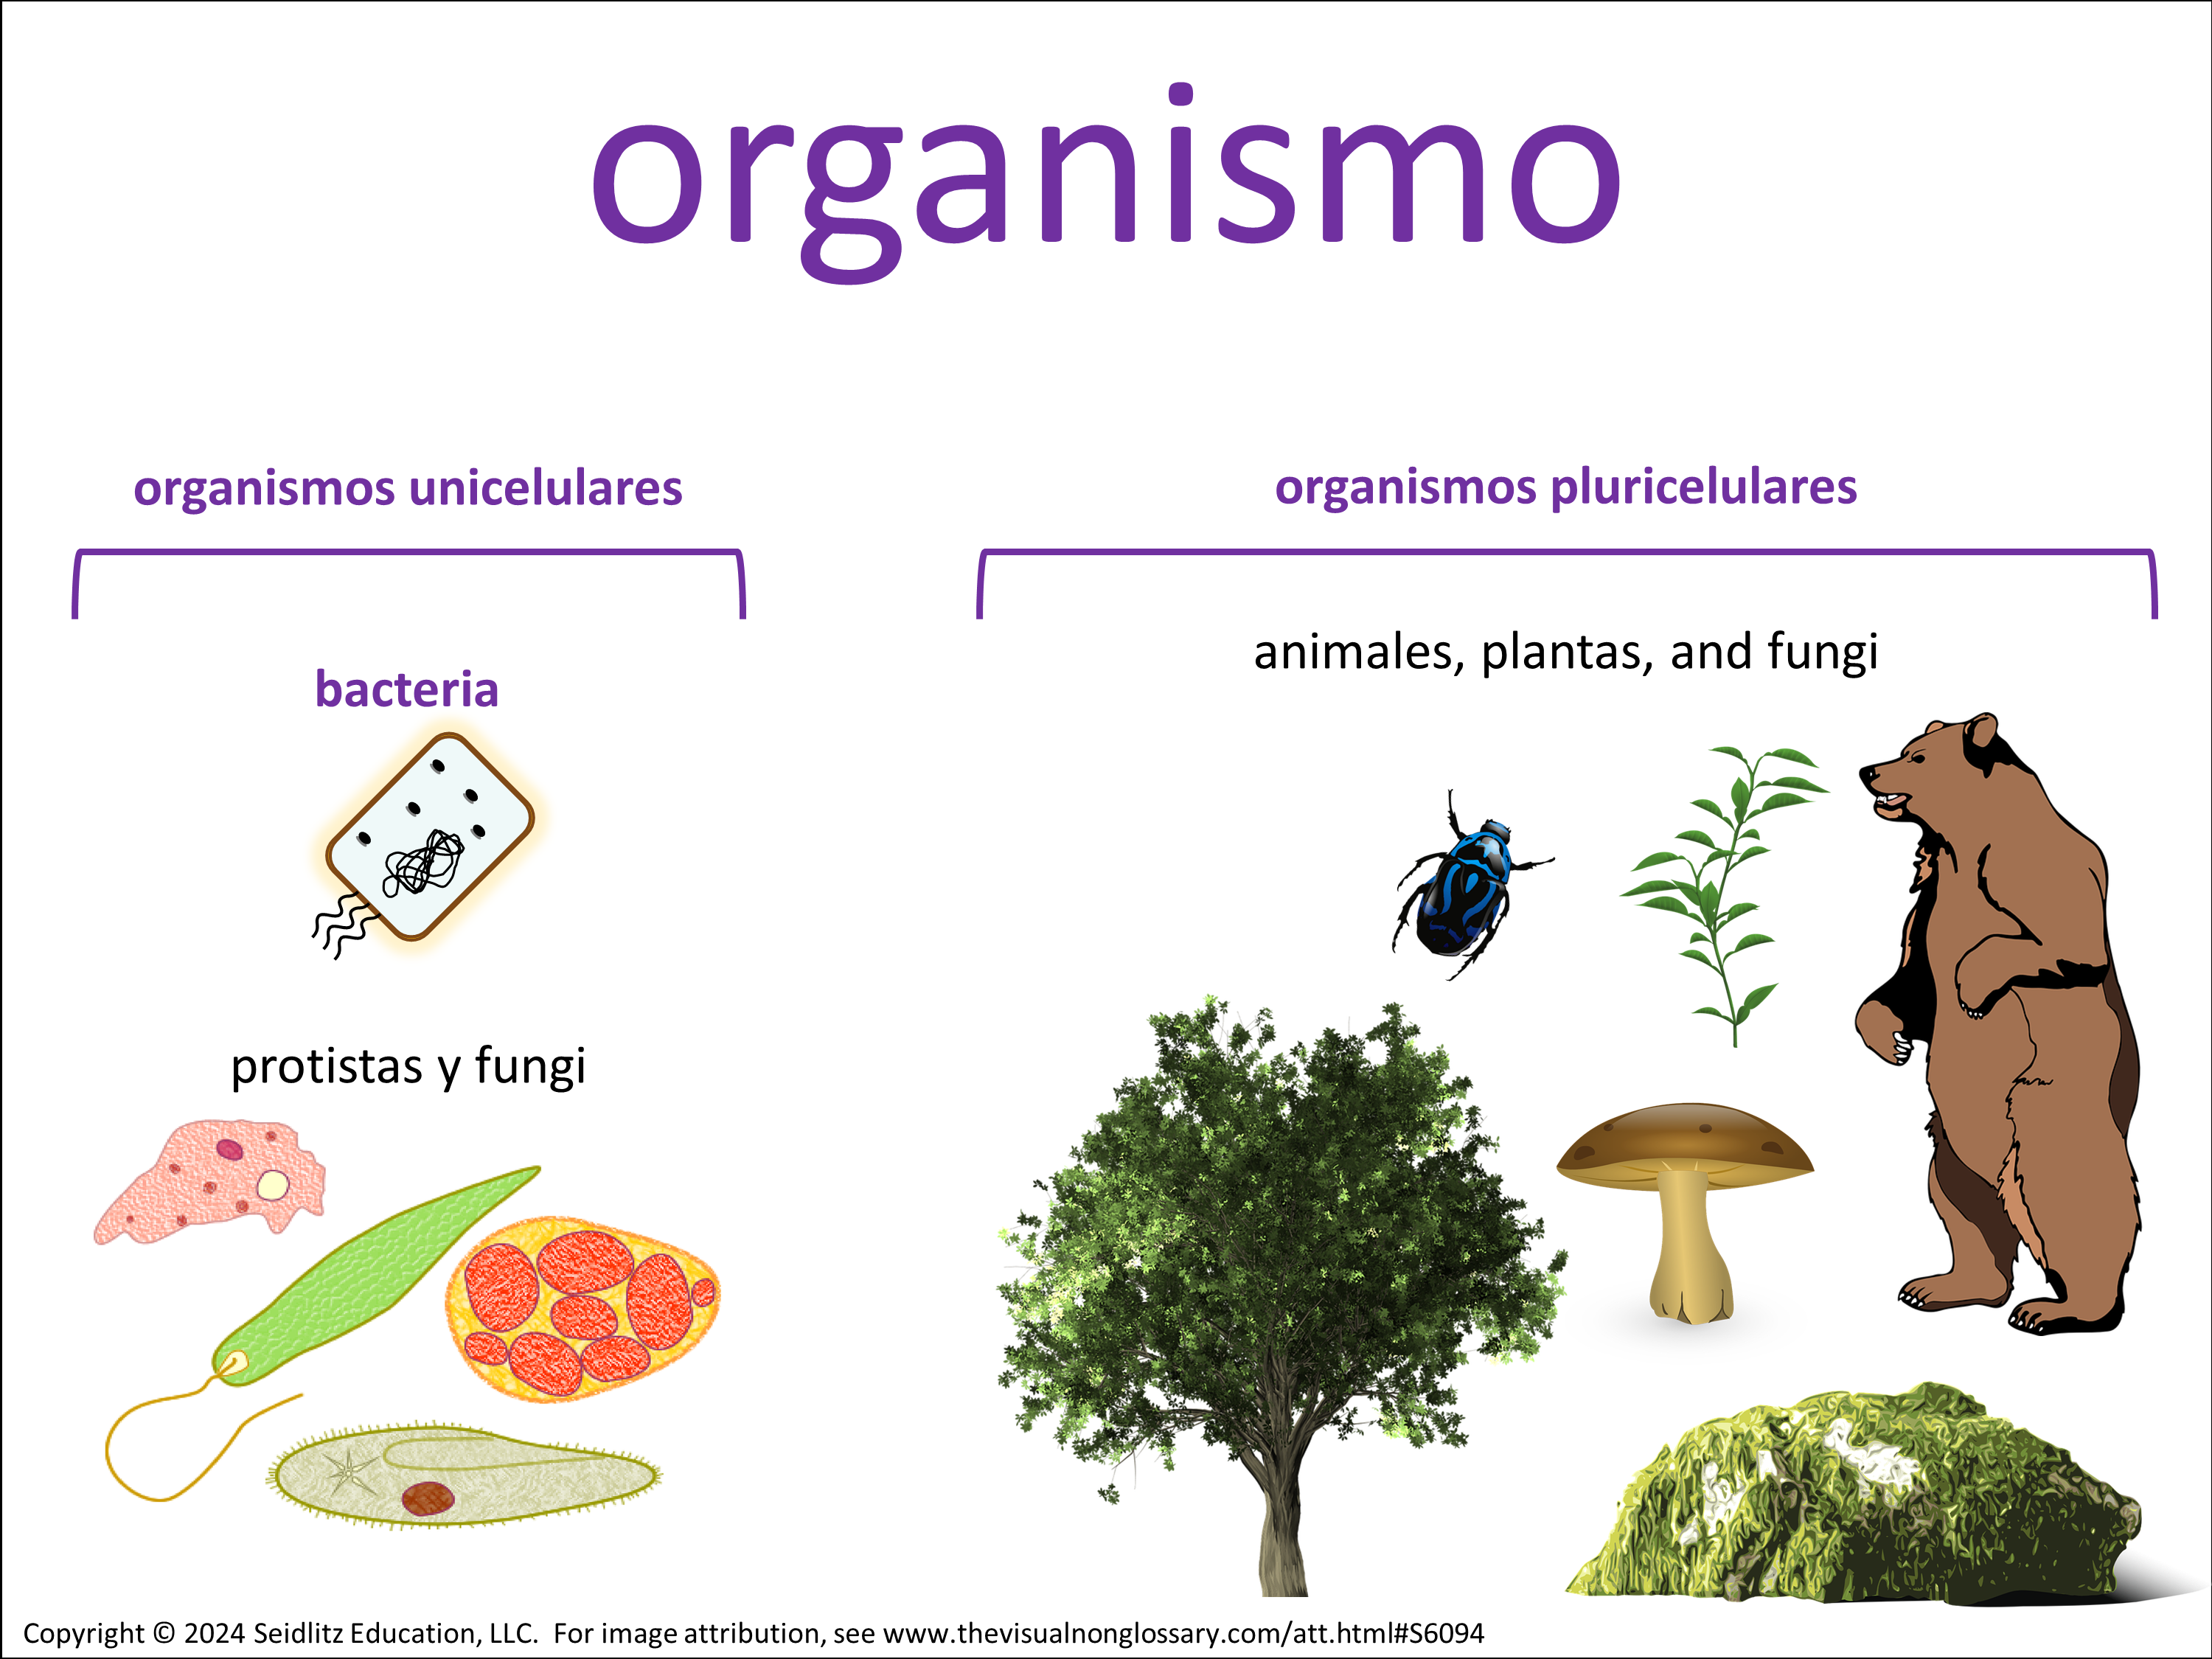 organismo
organismos unicelulares
organismos pluricelulares
bacteria
animales, plantas, and fungi
protistas y fungi
Copyright © 2024 Seidlitz Education, LLC.  For image attribution, see www.thevisualnonglossary.com/att.html#S6094